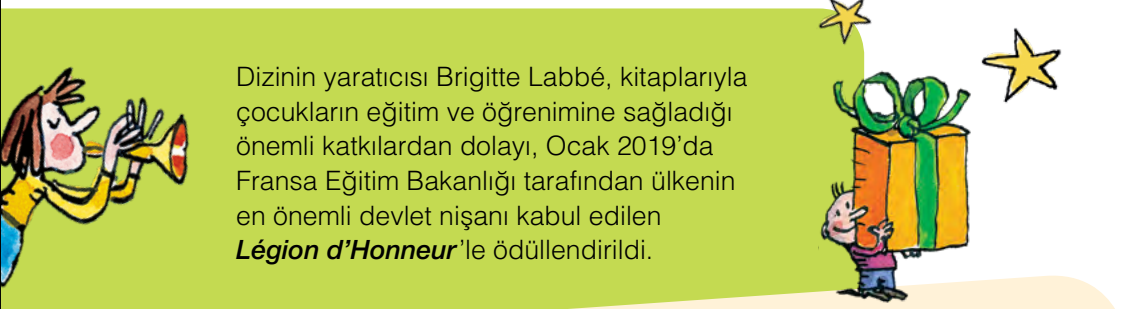 Dizinin yaratıcısı Brigitte Labbé, kitaplarıyla
çocukların eğitim ve öğrenimine sağladığı
önemli katkılardan dolayı, Ocak 2019’da
Fransa Eğitim Bakanlığı tarafından ülkenin
en önemli devlet nişanı kabul edilen
Légion d’Honneur’le ödüllendirildi.